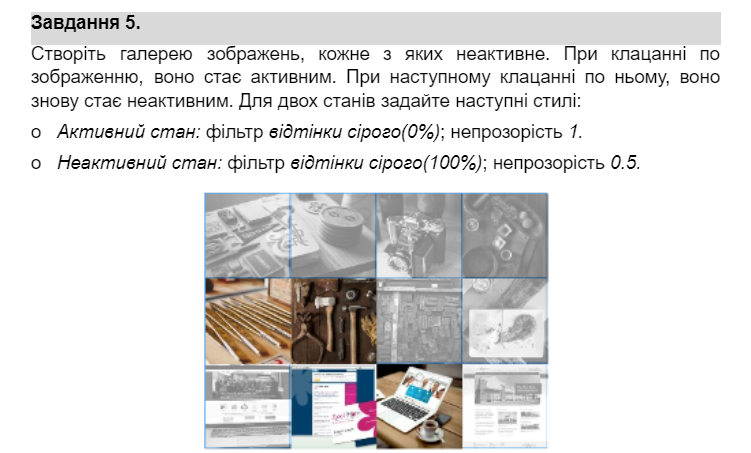 Завдання 5.
Створіть галерею зображень, кожне з яких неактивне. При клацанні по
зображенню, воно стає активним. При наступному клацанні по ньому, воно
знову стає неактивним. Для двох станів задайте наступні стилі:
o Активний стан: фільтр відтінки сірого(0%); непрозорість 1.
o Неактивний стан: фільтр відтінки сірого(100%); непрозорість 0.5.